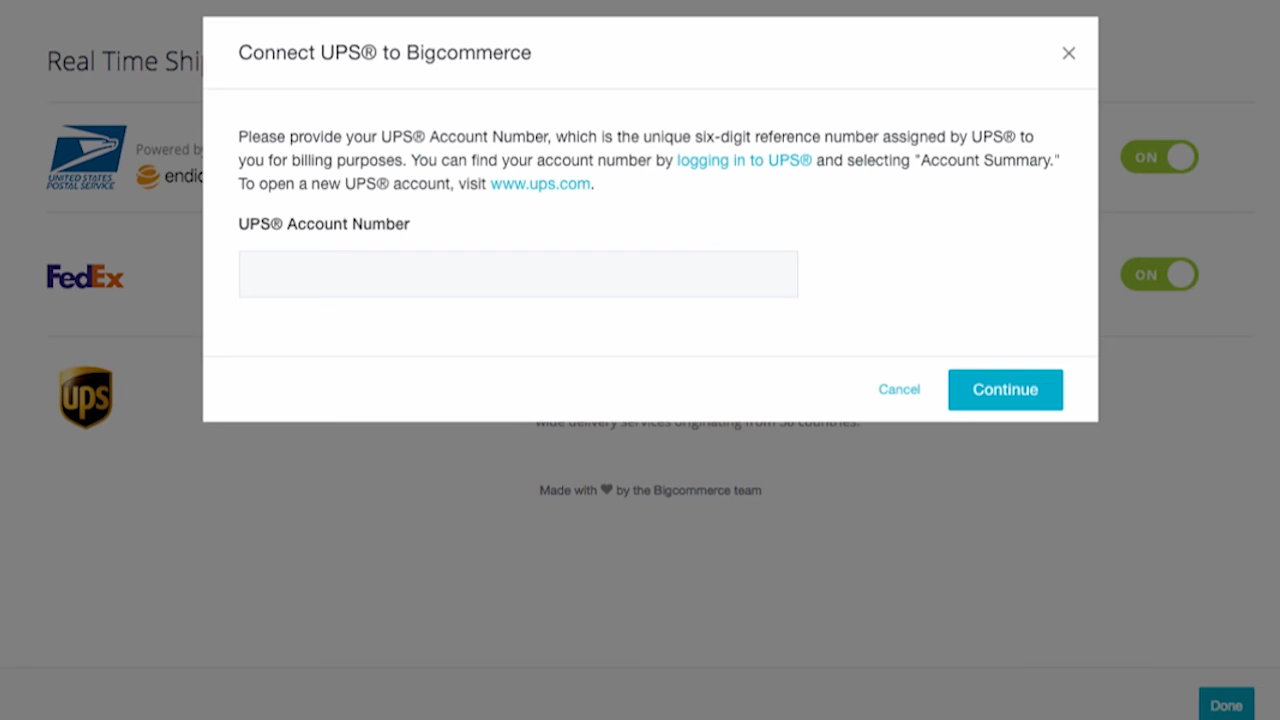 Connect UPS® to Bigcommerce
Real Time Shi
Please provide your UPS® Account Number, which is the unique six-digit reference number assigned by UPS® to
you for billing purposes. You can find your account number by logging in to UPS® and selecting "Account Summary."
To open a new UPS® account, visit www.ups.com.
UNITED STATES
POSTAL SERVICE
Powered b
endic
ON
UPS® Account Number
FedEx
ON
ups
Cancel
Continue
wide delivery services originating from 56 countries.
Made with ❤ by the Bigcommerce team
Done